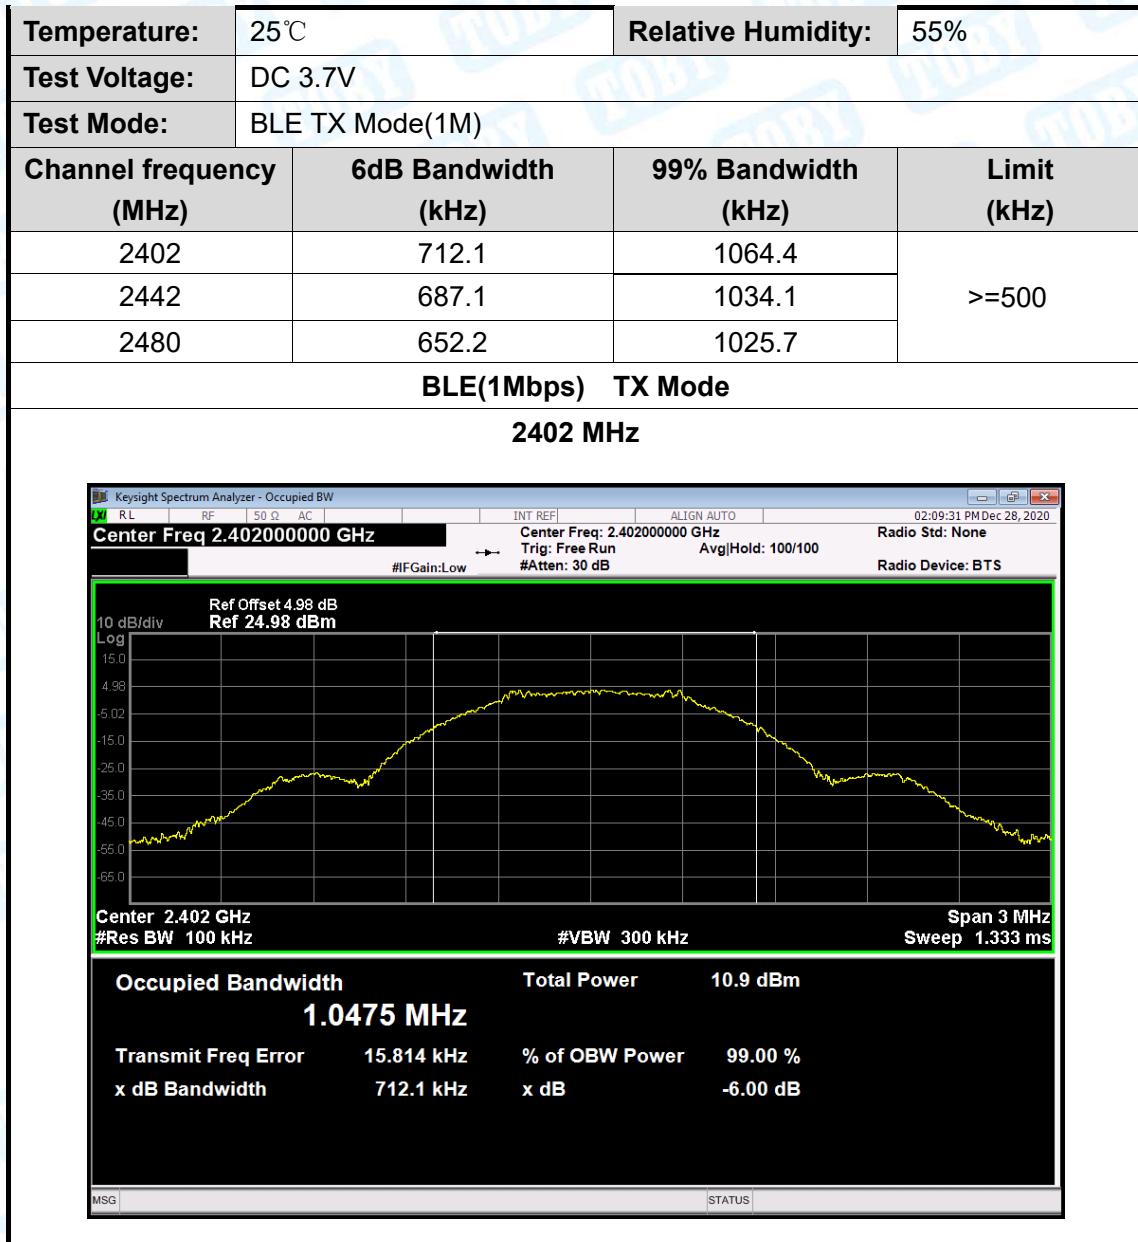 Temperature: 25℃ Relative Humidity: 55%
Test Voltage: DC 3.7V
Test Mode: BLE TX Mode(1M)
Channel frequency (MHz) 6dB Bandwidth (kHz) 99% Bandwidth (kHz) Limit (kHz)
2402 712.1 1064.4 >=500
2442 687.1 1034.1
2480 652.2 1025.7
BLE(1Mbps) TX Mode
2402 MHz
Keysight Spectrum Analyzer - Occupied BW
LXI RL RF 50 Ω AC INT REF ALIGN AUTO 02:09:31 PM Dec 28, 2020
Center Freq 2.402000000 GHz Center Freq: 2.402000000 GHz Radio Std: None
Trig: Free Run Avg|Hold: 100/100
#IFGain:Low #Atten: 30 dB Radio Device: BTS
Ref Offset 4.98 dB
10 dB/div Ref 24.98 dBm
Log
15.0
4.98
-5.02
-15.0
-25.0
-35.0
-45.0
-55.0
-65.0
Center 2.402 GHz Span 3 MHz
#Res BW 100 kHz #VBW 300 kHz Sweep 1.333 ms
Occupied Bandwidth Total Power 10.9 dBm
1.0475 MHz
Transmit Freq Error 15.814 kHz % of OBW Power 99.00 %
x dB Bandwidth 712.1 kHz x dB -6.00 dB
MSG STATUS
TOBY